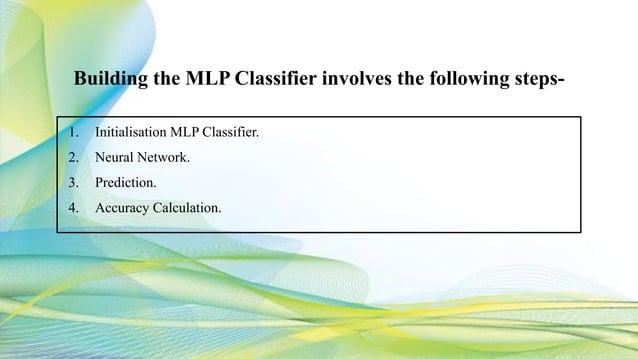 Building the MLP Classifier involves the following steps-
1. Initialisation MLP Classifier.
2. Neural Network.
3. Prediction.
4. Accuracy Calculation.